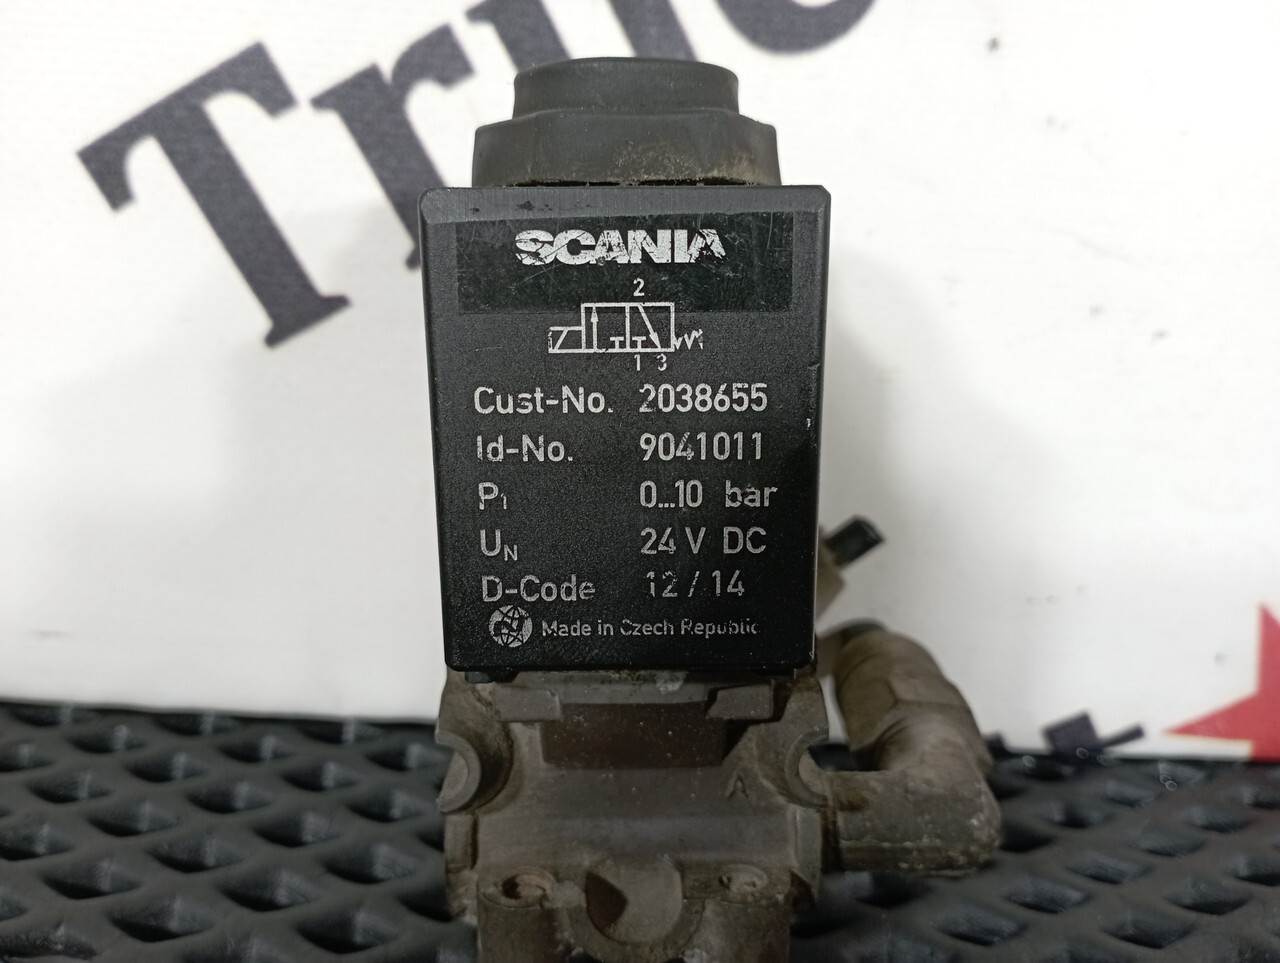 SCANIA
2
1 3
Cust-No. 2038655
Id-No. 9041011
P1 0...10 bar
UN 24 V DC
D-Code 12 / 14
Made in Czech Republic